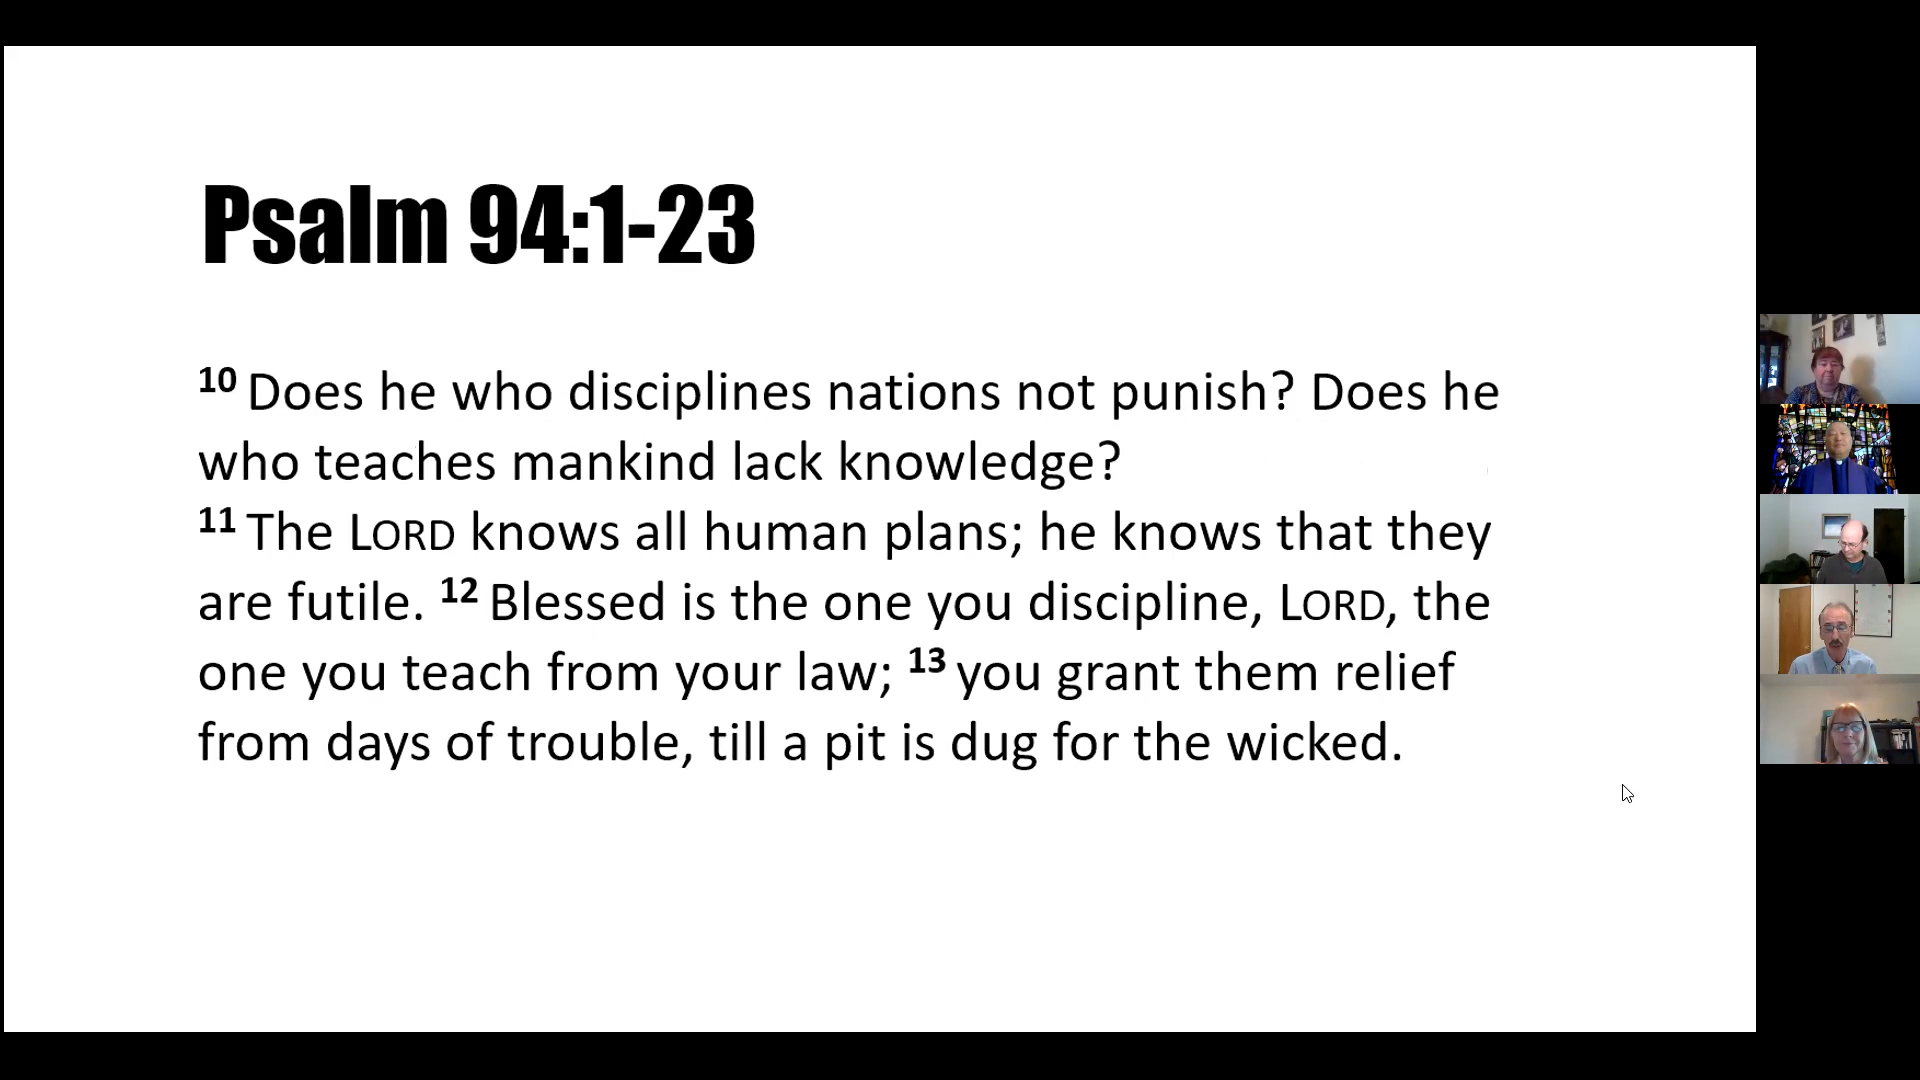 Psalm 94:1-23
10 Does he who disciplines nations not punish? Does he
who teaches mankind lack knowledge?
11 The LORD knows all human plans; he knows that they
are futile. 12 Blessed is the one you discipline, LORD, the
one you teach from your law; 13 you grant them relief
from days of trouble, till a pit is dug for the wicked.